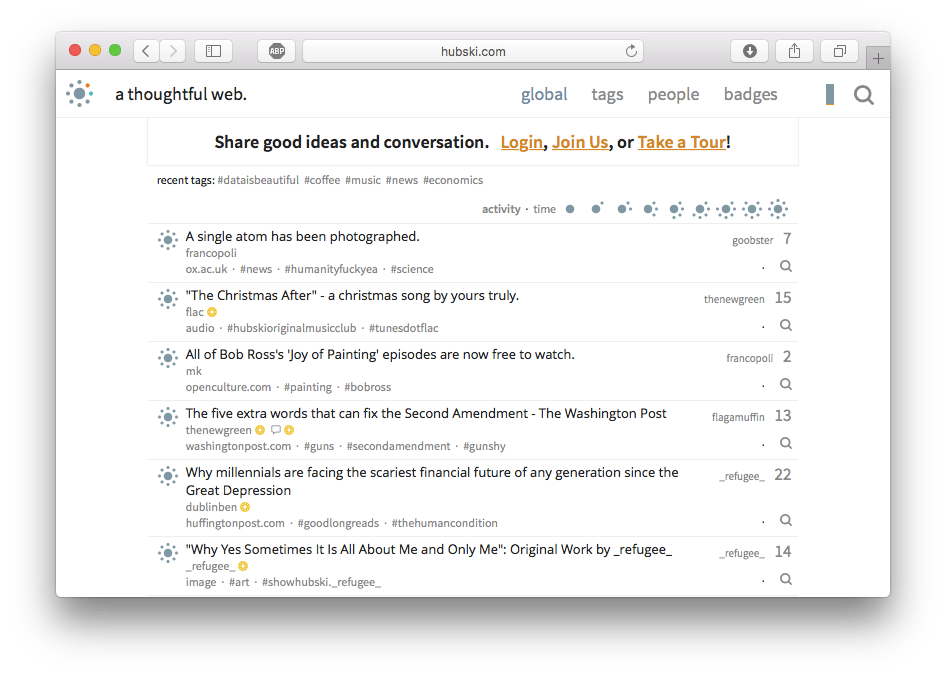 ABP
hubski.com
a thoughtful web.
global tags people badges
Share good ideas and conversation. Login, Join Us, or Take a Tour!
recent tags: #dataisbeautiful #coffee #music #news #economics
activity · time
A single atom has been photographed.
goobster 7
francopoli
ox.ac.uk · #news · #humanityfuckyea · #science
"The Christmas After" - a christmas song by yours truly.
thenewgreen 15
flac
audio · #hubskioriginalmusicclub · #tunesdotflac
All of Bob Ross's 'Joy of Painting' episodes are now free to watch.
francopoli 2
mk
openculture.com · #painting · #bobross
The five extra words that can fix the Second Amendment - The Washington Post
flagamuffin 13
thenewgreen
washingtonpost.com · #guns · #secondamendment · #gunshy
Why millennials are facing the scariest financial future of any generation since the
Great Depression
_refugee_ 22
dublinben
huffingtonpost.com · #goodlongreads · #thehumancondition
"Why Yes Sometimes It Is All About Me and Only Me": Original Work by _refugee_
_refugee_ 14
_refugee_
image · #art · #showhubski._refugee_